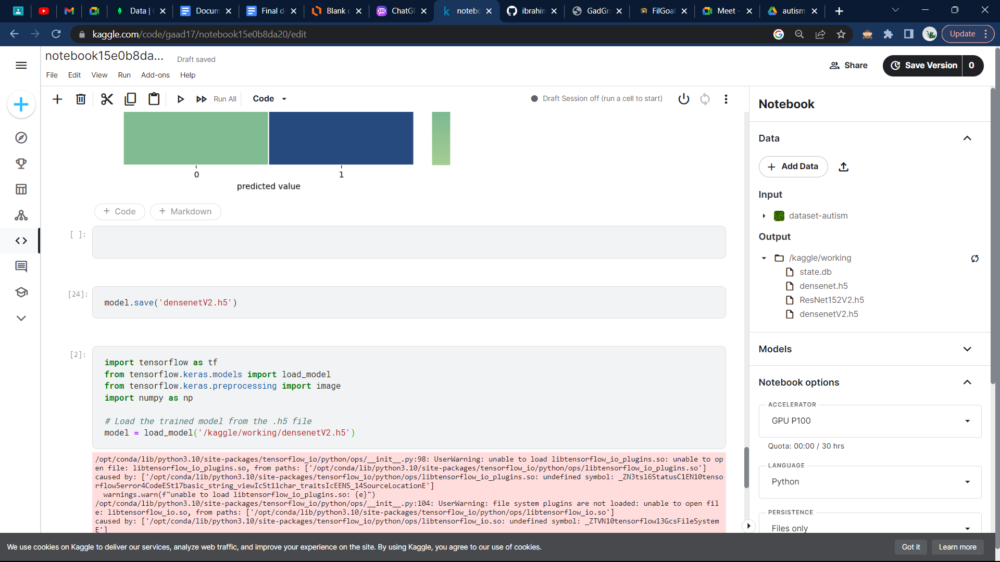 Data |
Docum
Final d
Blank
ChatG
notebo
ibrahim
GadGra
FilGoal
Meet -
autism
kaggle.com/code/gaad17/notebook15e0b8da20/edit
Update
notebook15e0b8da...
Draft saved
File Edit View Run Add-ons Help
Share
Save Version 0
Run All
Code
Draft Session off (run a cell to start)
0 1
predicted value
+ Code
+ Markdown
[ ]:
[24]:
model.save('densenetV2.h5')
[2]:
import tensorflow as tf
from tensorflow.keras.models import load_model
from tensorflow.keras.preprocessing import image
import numpy as np
# Load the trained model from the .h5 file
model = load_model('/kaggle/working/densenetV2.h5')
/opt/conda/lib/python3.10/site-packages/tensorflow_io/python/ops/__init__.py:98: UserWarning: unable to load libtensorflow_io_plugins.so: unable to op
en file: libtensorflow_io_plugins.so, from paths: ['/opt/conda/lib/python3.10/site-packages/tensorflow_io/python/ops/libtensorflow_io_plugins.so']
caused by: ['/opt/conda/lib/python3.10/site-packages/tensorflow_io/python/ops/libtensorflow_io_plugins.so: undefined symbol: _ZN3tsl6StatusC1EN10tenso
rflow5error4CodeESt17basic_string_viewIcSt11char_traitsIcEENS_14SourceLocationE']
warnings.warn(f"unable to load libtensorflow_io_plugins.so: {e}")
/opt/conda/lib/python3.10/site-packages/tensorflow_io/python/ops/__init__.py:104: UserWarning: file system plugins are not loaded: unable to open fil
e: libtensorflow_io.so, from paths: ['/opt/conda/lib/python3.10/site-packages/tensorflow_io/python/ops/libtensorflow_io.so']
caused by: ['/opt/conda/lib/python3.10/site-packages/tensorflow_io/python/ops/libtensorflow_io.so: undefined symbol: _ZTVN10tensorflow13GcsFileSystem
E']
Notebook
Data
+ Add Data
Input
dataset-autism
Output
/kaggle/working
state.db
densenet.h5
ResNet152V2.h5
densenetV2.h5
Models
Notebook options
ACCELERATOR
GPU P100
Quota: 00:00 / 30 hrs
LANGUAGE
Python
PERSISTENCE
Files only
We use cookies on Kaggle to deliver our services, analyze web traffic, and improve your experience on the site. By using Kaggle, you agree to our use of cookies.
Got it
Learn more